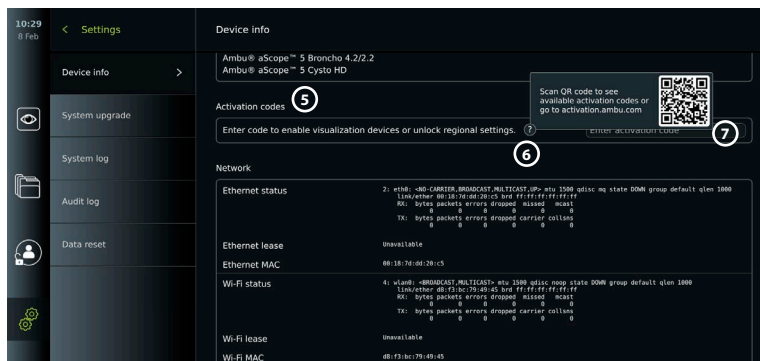 10:29
8 Feb
Settings
Device info
System upgrade
System log
Audit log
Data reset
Device info
Ambu® aScope™ 5 Broncho 4.2/2.2
Ambu® aScope™ 5 Cysto HD
Activation codes
5
Scan QR code to see
available activation codes or
go to activation.ambu.com
Enter code to enable visualization devices or unlock regional settings. ?
Enter activation code
6
7
Network
Ethernet status
2: eth0: <NO-CARRIER,BROADCAST,MULTICAST,UP> mtu 1500 qdisc mq state DOWN group default qlen 1000
link/ether 00:18:7d:dd:20:c5 brd ff:ff:ff:ff:ff:ff
RX: bytes packets errors dropped missed mcast
0 0 0 0 0 0
TX: bytes packets errors dropped carrier collsns
0 0 0 0 0 0
Ethernet lease
Unavailable
Ethernet MAC
00:18:7d:dd:20:c5
Wi-Fi status
4: wlan0: <BROADCAST,MULTICAST> mtu 1500 qdisc noop state DOWN group default qlen 1000
link/ether d8:f3:bc:79:49:45 brd ff:ff:ff:ff:ff:ff
RX: bytes packets errors dropped missed mcast
0 0 0 0 0 0
TX: bytes packets errors dropped carrier collsns
0 0 0 0 0 0
Wi-Fi lease
Unavailable
Wi-Fi MAC
d8:f3:bc:79:49:45